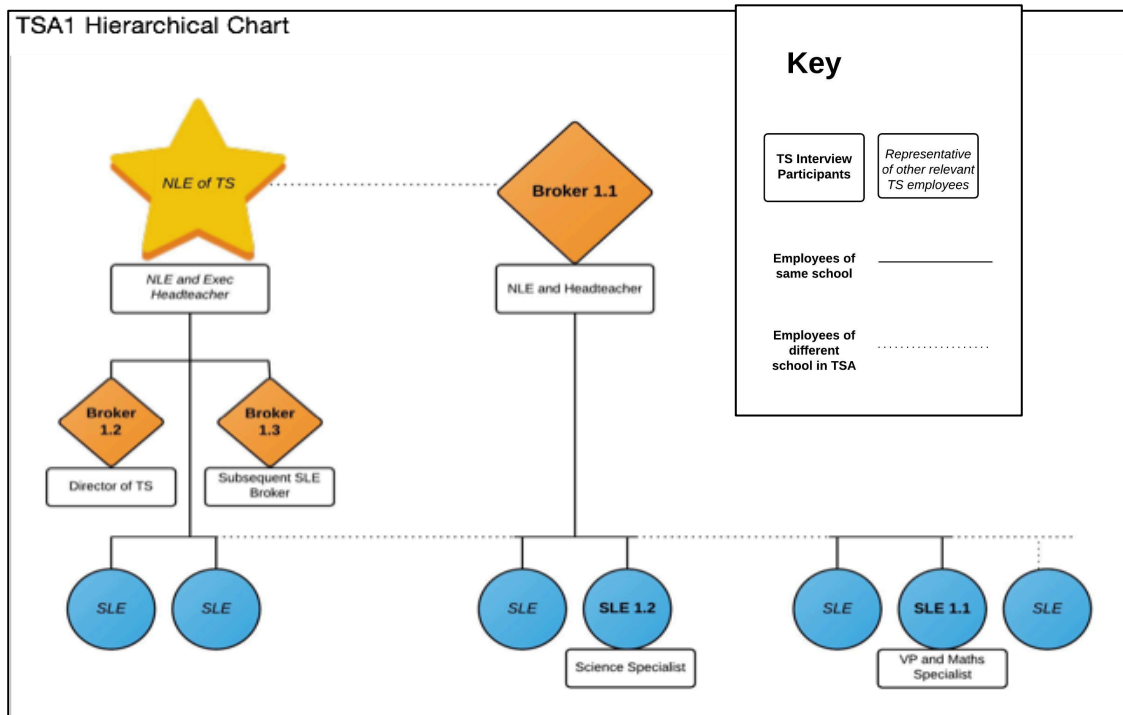 TSA1 Hierarchical Chart
Key
TS Interview
Participants
Representative
of other relevant
TS employees
Employees of
same school
Employees of
different
school in TSA
NLE of TS
Broker 1.1
NLE and Exec
Headteacher
NLE and Headteacher
Broker
1.2
Broker
1.3
Director of TS
Subsequent SLE
Broker
SLE
SLE
SLE
SLE 1.2
SLE
SLE 1.1
SLE
Science Specialist
VP and Maths
Specialist